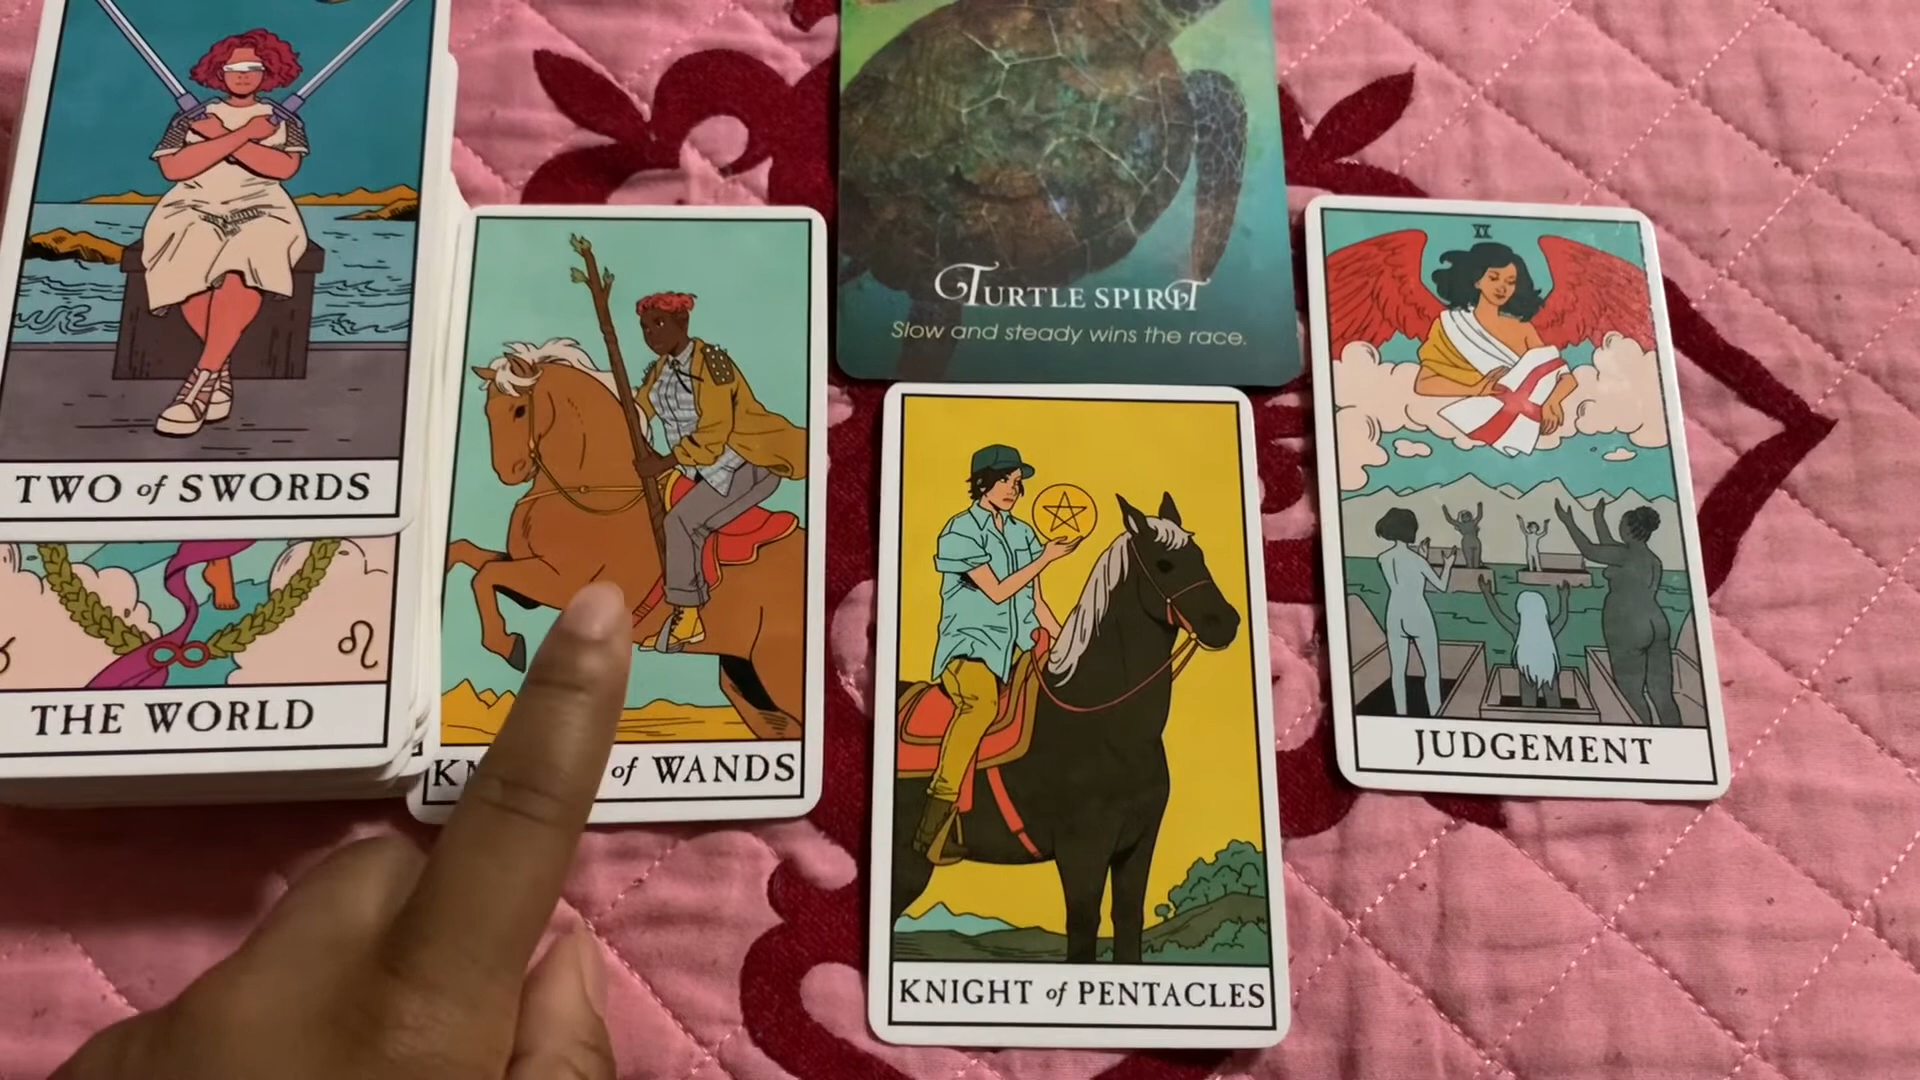 TWO of SWORDS
THE WORLD
of WANDS
TURTLE SPIRIT
Slow and steady wins the race.
KNIGHT of PENTACLES
XX
JUDGEMENT